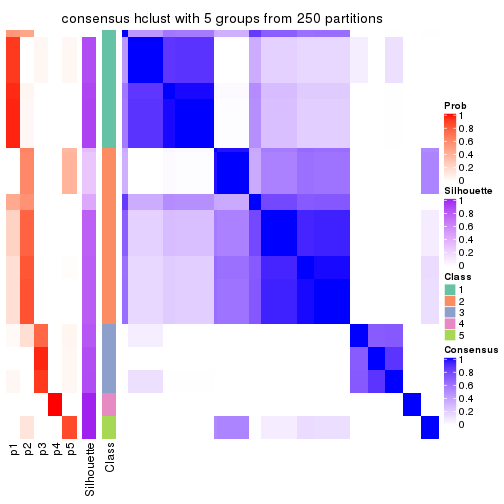 consensus hclust with 5 groups from 250 partitions
Prob
1
0.8
0.6
0.4
0.2
0
Silhouette
1
0.8
0.6
0.4
0.2
0
Class
1
2
3
4
5
Consensus
1
0.8
0.6
0.4
0.2
0
p1
p2
p3
p4
p5
Silhouette
Class